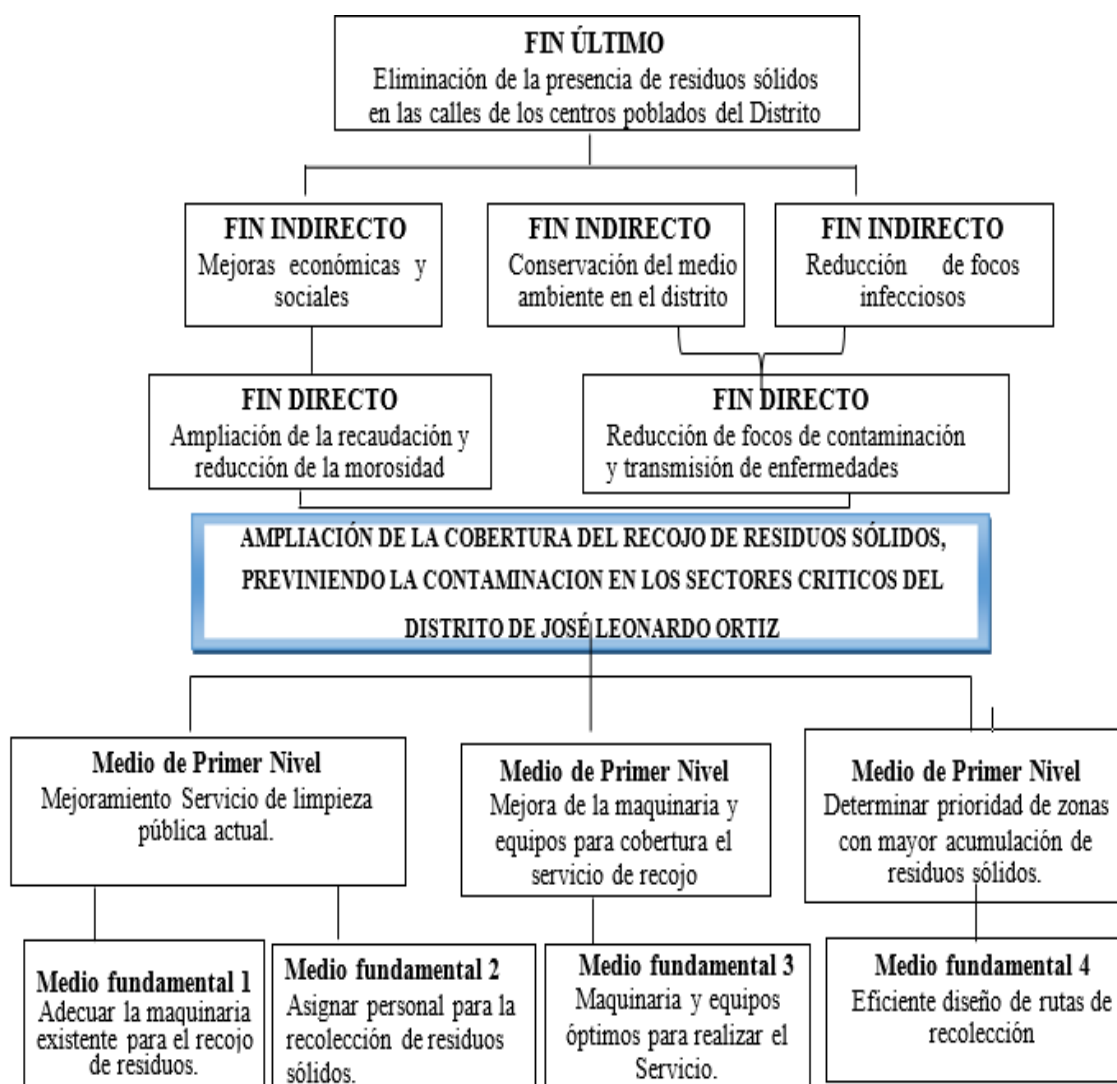 FIN ÚLTIMO
Eliminación de la presencia de residuos sólidos
en las calles de los centros poblados del Distrito
FIN INDIRECTO
Mejoras económicas y
sociales
FIN INDIRECTO
Conservación del medio
ambiente en el distrito
FIN INDIRECTO
Reducción de focos
infecciosos
FIN DIRECTO
Ampliación de la recaudación y
reducción de la morosidad
FIN DIRECTO
Reducción de focos de contaminación
y transmisión de enfermedades
AMPLIACIÓN DE LA COBERTURA DEL RECOJO DE RESIDUOS SÓLIDOS,
PREVINIENDO LA CONTAMINACION EN LOS SECTORES CRITICOS DEL
DISTRITO DE JOSÉ LEONARDO ORTIZ
Medio de Primer Nivel
Mejoramiento Servicio de limpieza
pública actual.
Medio de Primer Nivel
Mejora de la maquinaria y
equipos para cobertura el
servicio de recojo
Medio de Primer Nivel
Determinar prioridad de zonas
con mayor acumulación de
residuos sólidos.
Medio fundamental 1
Adecuar la maquinaria
existente para el recojo
de residuos.
Medio fundamental 2
Asignar personal para la
recolección de residuos
sólidos.
Medio fundamental 3
Maquinaria y equipos
óptimos para realizar el
Servicio.
Medio fundamental 4
Eficiente diseño de rutas de
recolección